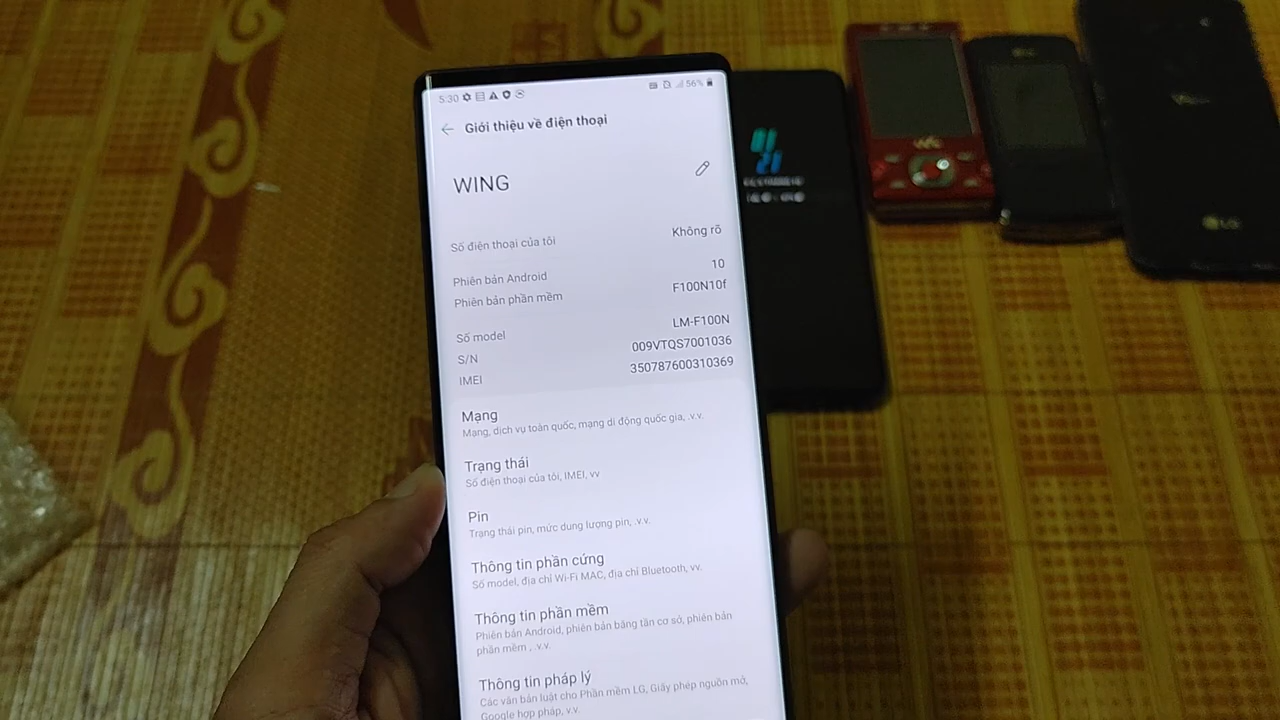 5:30
56%
Giới thiệu về điện thoại
WING
Số điện thoại của tôi
Không rõ
Phiên bản Android
10
Phiên bản phần mềm
F100N10f
Số model
LM-F100N
S/N
009VTQS7001036
IMEI
350787600310369
Mạng
Mạng, dịch vụ toàn quốc, mạng di động quốc gia, .v.v.
Trạng thái
Số điện thoại của tôi, IMEI, vv
Pin
Trạng thái pin, mức dung lượng pin, .v.v.
Thông tin phần cứng
Số model, địa chỉ Wi-Fi MAC, địa chỉ Bluetooth, vv.
Thông tin phần mềm
Phiên bản Android, phiên bản băng tần cơ sở, phiên bản
phần mềm , .v.v.
Thông tin pháp lý
Các văn bản luật cho Phần mềm LG, Giấy phép nguồn mở,
Google hợp pháp, v.v.
LG